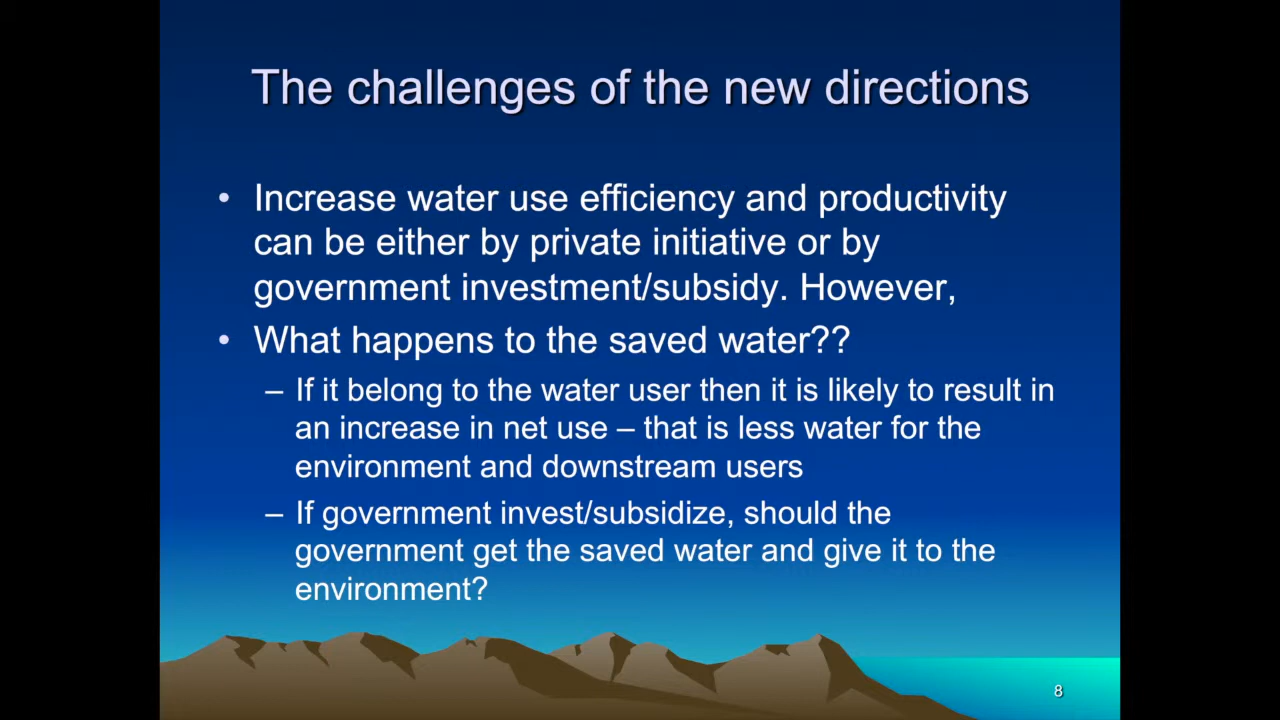 The challenges of the new directions
• Increase water use efficiency and productivity
can be either by private initiative or by
government investment/subsidy. However,
• What happens to the saved water??
– If it belong to the water user then it is likely to result in
an increase in net use – that is less water for the
environment and downstream users
– If government invest/subsidize, should the
government get the saved water and give it to the
environment?
8